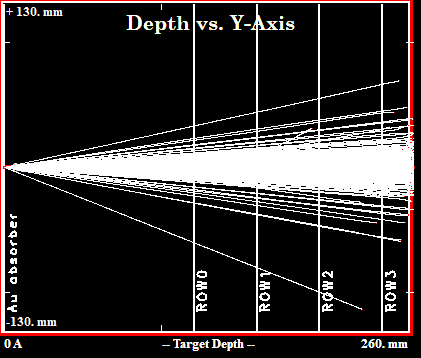 + 130. mm
Depth vs. Y-Axis
Au absorber
ROW0
ROW1
ROW2
ROW3
-130. mm
0 A
-- Target Depth --
260. mm